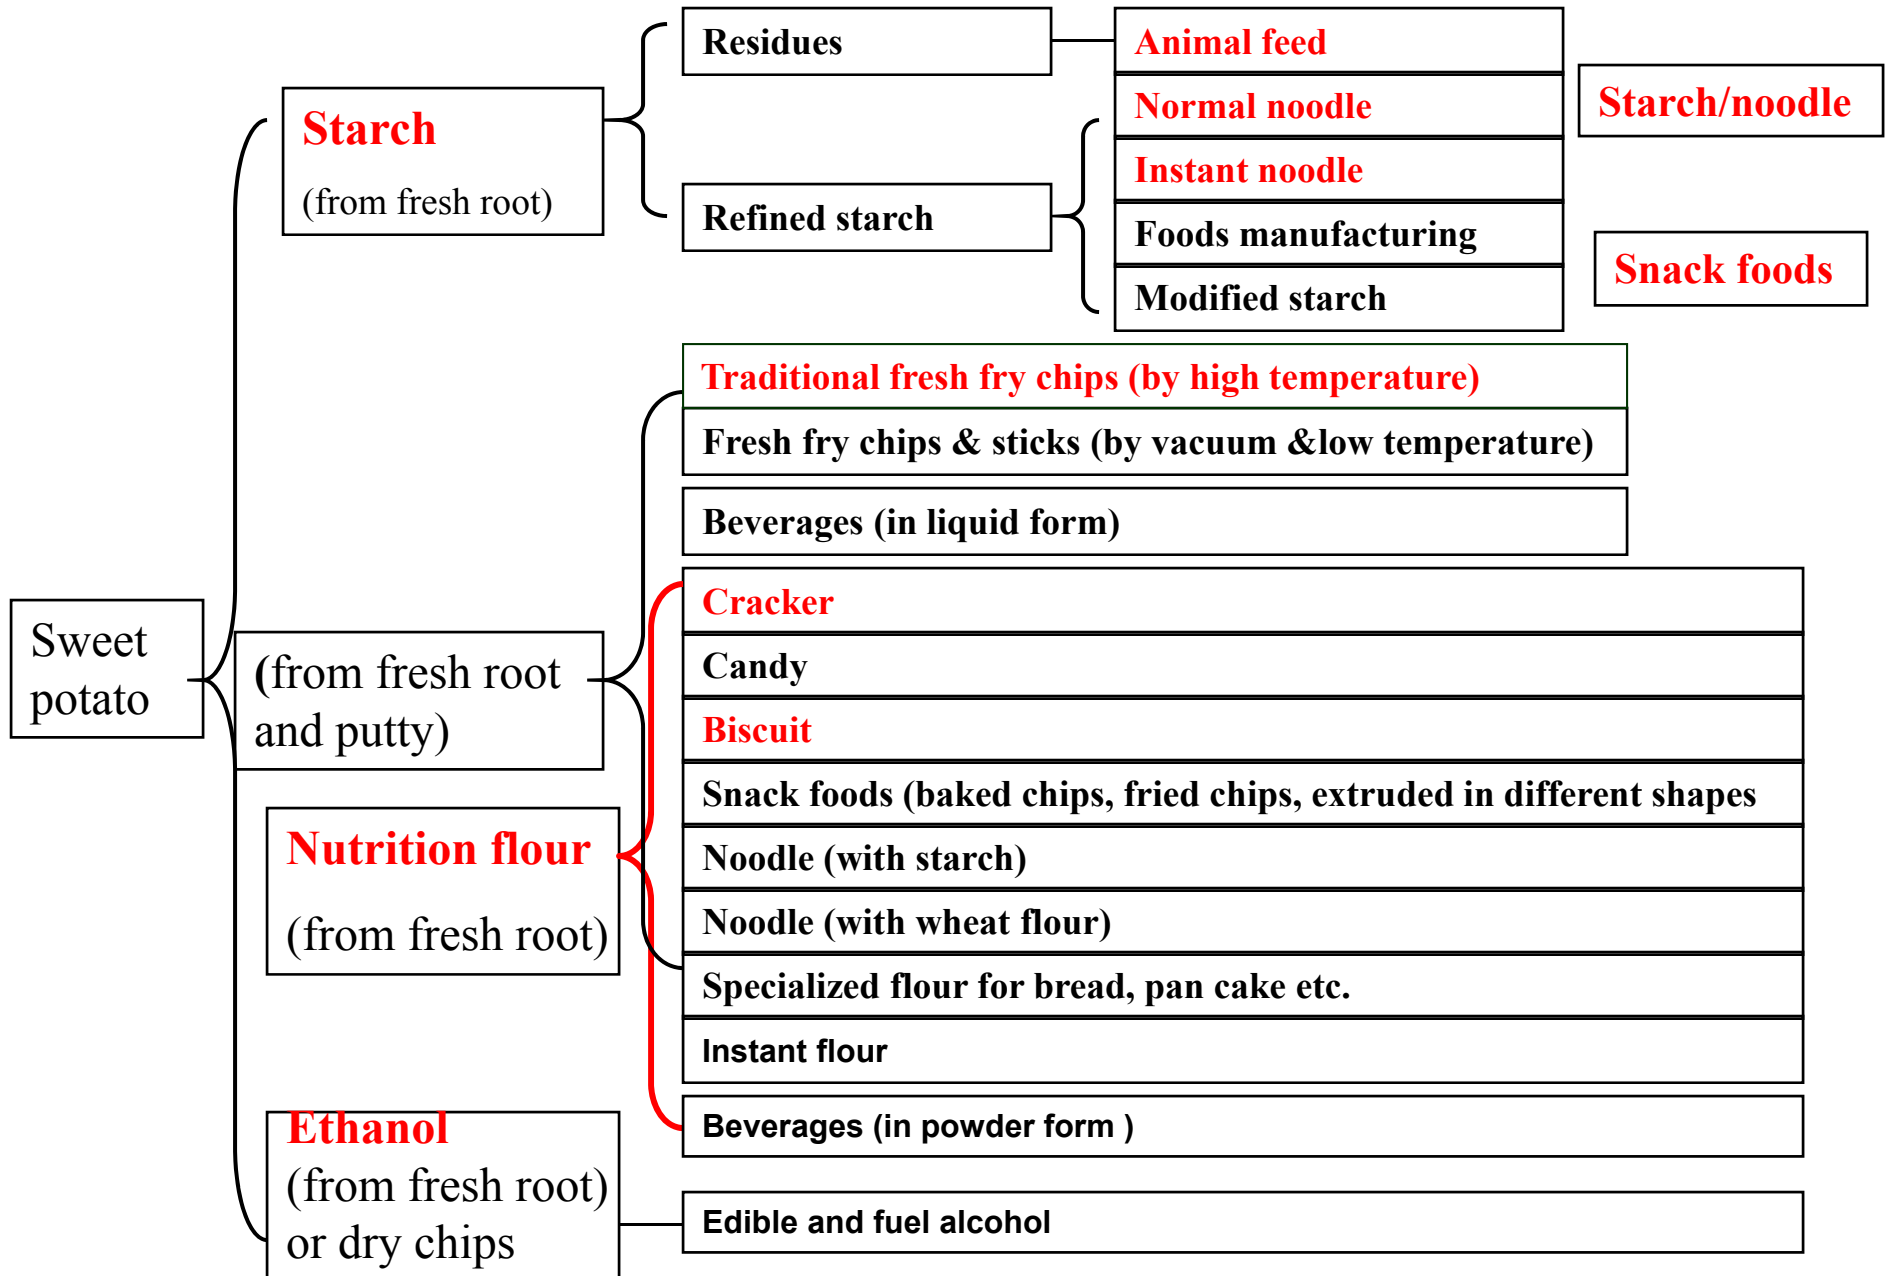 Residues
Animal feed
Normal noodle
Starch/noodle
Starch
(from fresh root)
Instant noodle
Refined starch
Foods manufacturing
Snack foods
Modified starch
Traditional fresh fry chips (by high temperature)
Fresh fry chips & sticks (by vacuum &low temperature)
Beverages (in liquid form)
Sweet
potato
(from fresh root
and putty)
Cracker
Candy
Biscuit
Snack foods (baked chips, fried chips, extruded in different shapes
Nutrition flour
(from fresh root)
Noodle (with starch)
Noodle (with wheat flour)
Specialized flour for bread, pan cake etc.
Instant flour
Beverages (in powder form )
Ethanol
(from fresh root)
or dry chips
Edible and fuel alcohol